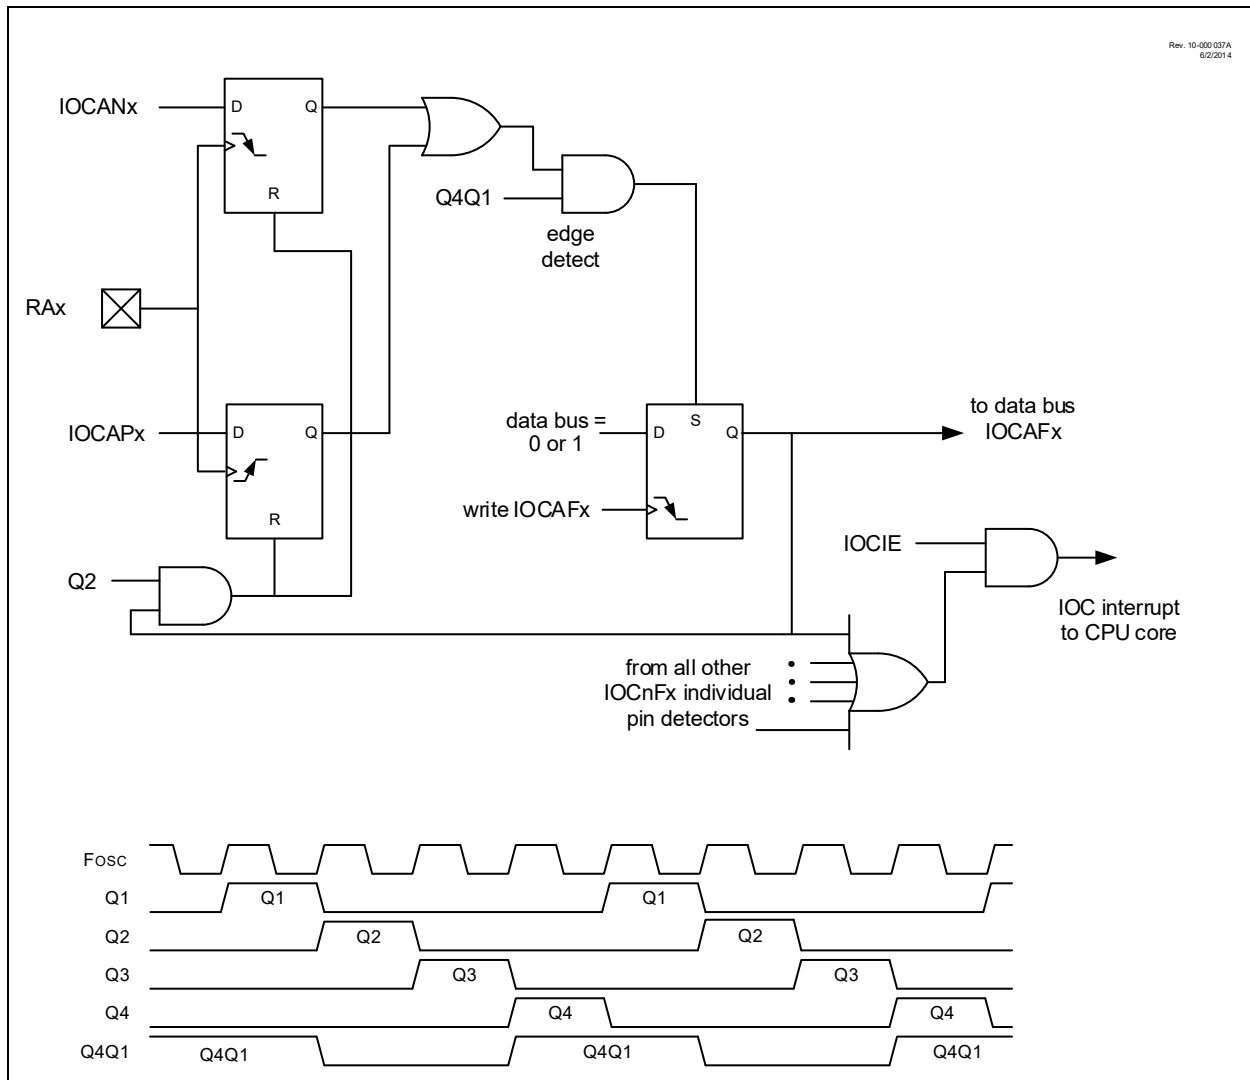 Rev. 10-000 037A
6/2/2014
IOCANx
D
Q
R
Q4Q1
edge
detect
RAx
IOCAPx
D
Q
R
data bus =
0 or 1
D
S
Q
to data bus
IOCAFx
write IOCAFx
IOCIE
Q2
IOC interrupt
to CPU core
from all other
IOCnFx individual
pin detectors
FOSC
Q1
Q1
Q1
Q2
Q2
Q2
Q3
Q3
Q3
Q4
Q4
Q4
Q4Q1
Q4Q1
Q4Q1
Q4Q1